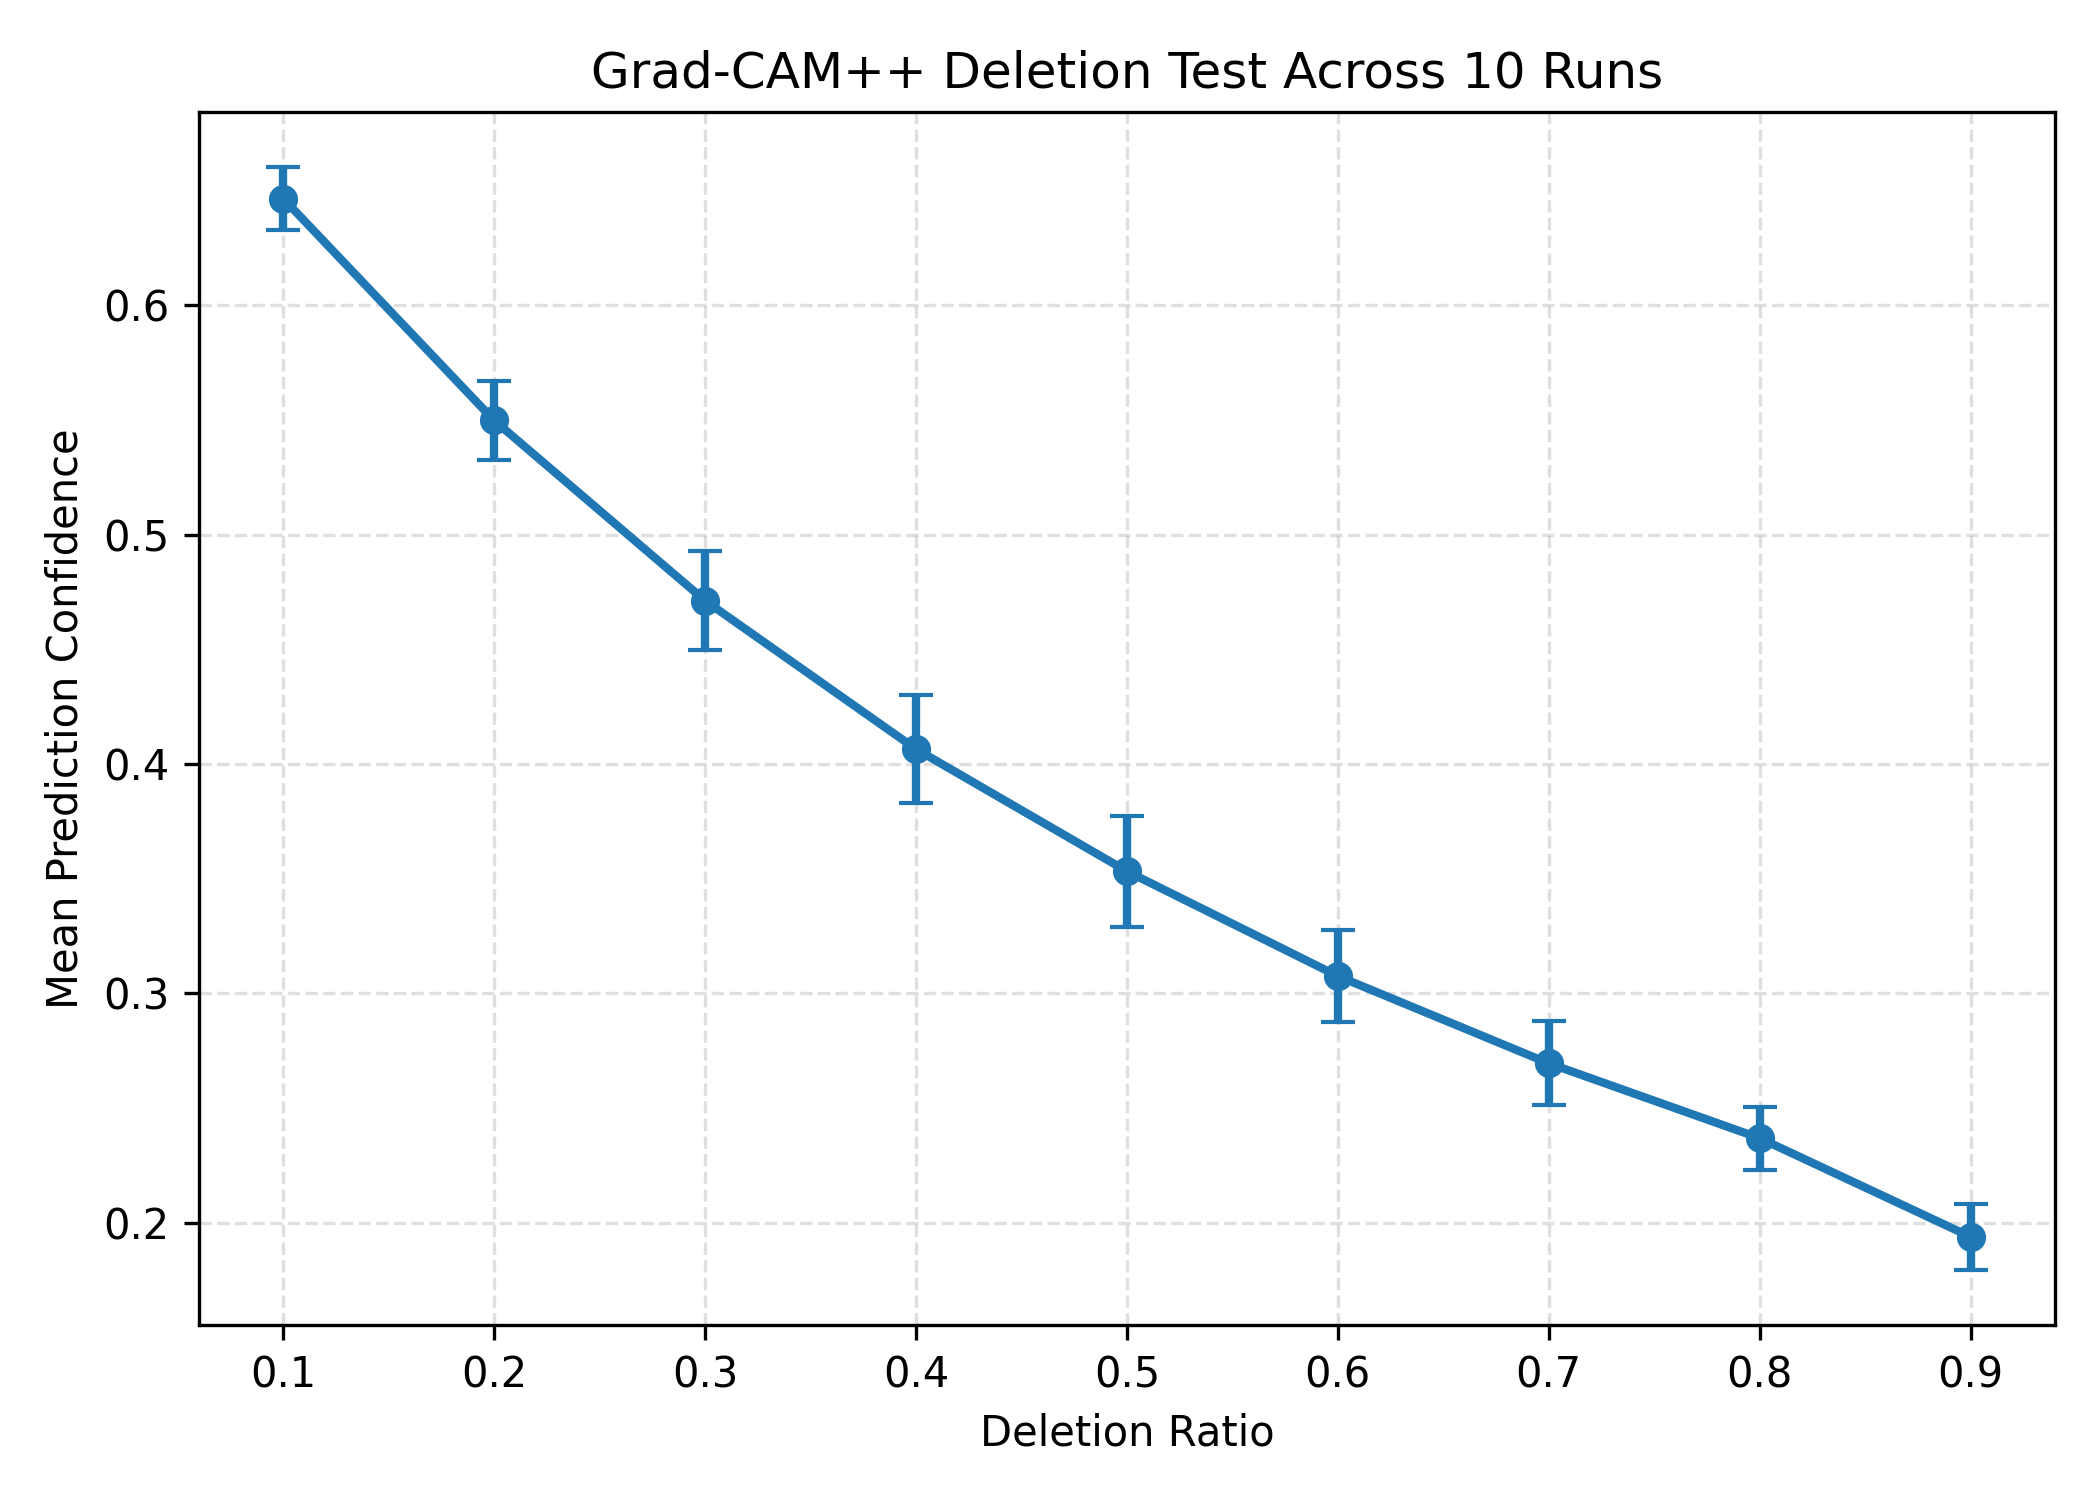 Grad-CAM++ Deletion Test Across 10 Runs
Mean Prediction Confidence
0.6
0.5
0.4
0.3
0.2
0.1 0.2 0.3 0.4 0.5 0.6 0.7 0.8 0.9
Deletion Ratio